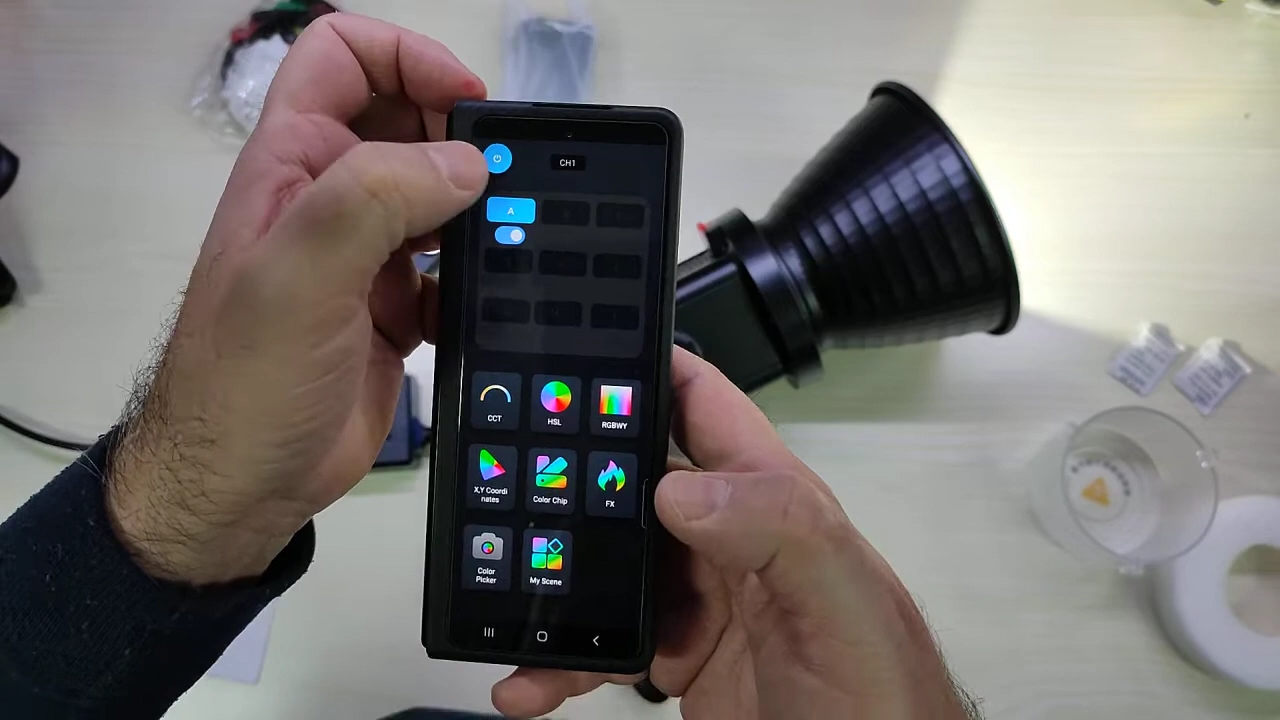 CH1
A
CCT
HSL
RGBWY
X,Y Coordi
nates
Color Chip
FX
Color
Picker
My Scene